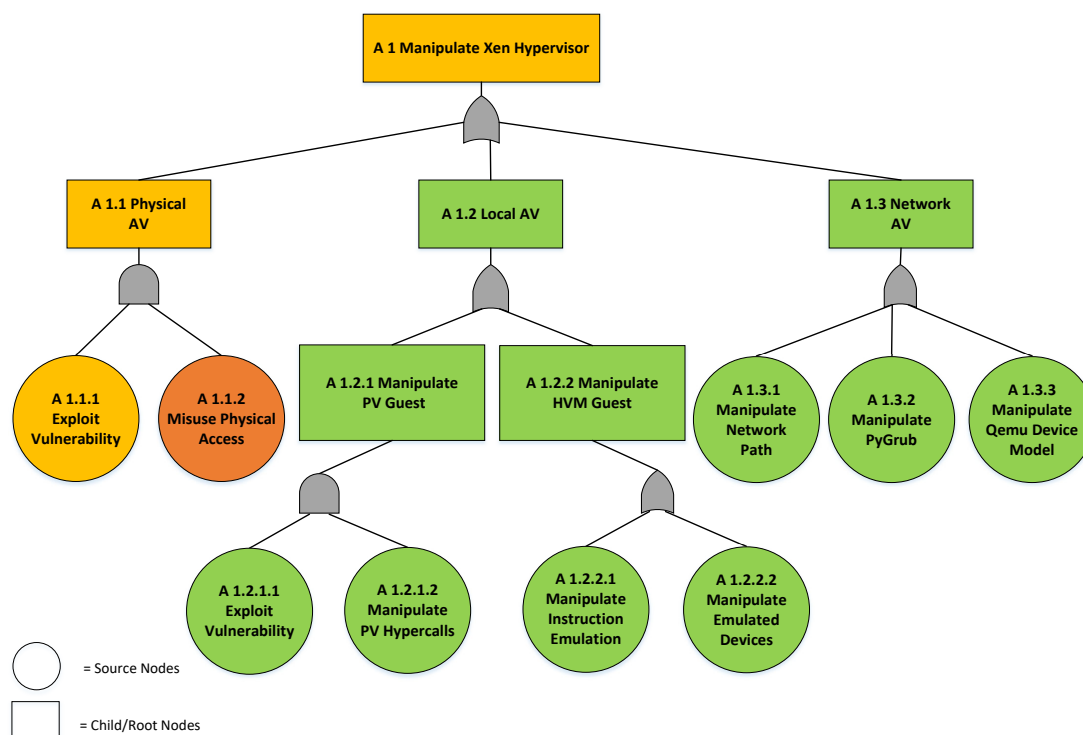 A 1 Manipulate Xen Hypervisor
A 1.1 Physical
AV
A 1.2 Local AV
A 1.3 Network
AV
A 1.1.1
Exploit
Vulnerability
A 1.1.2
Misuse Physical
Access
A 1.2.1 Manipulate
PV Guest
A 1.2.2 Manipulate
HVM Guest
A 1.3.1
Manipulate
Network
Path
A 1.3.2
Manipulate
PyGrub
A 1.3.3
Manipulate
Qemu Device
Model
A 1.2.1.1
Exploit
Vulnerability
A 1.2.1.2
Manipulate
PV Hypercalls
A 1.2.2.1
Manipulate
Instruction
Emulation
A 1.2.2.2
Manipulate
Emulated
Devices
= Source Nodes
= Child/Root Nodes